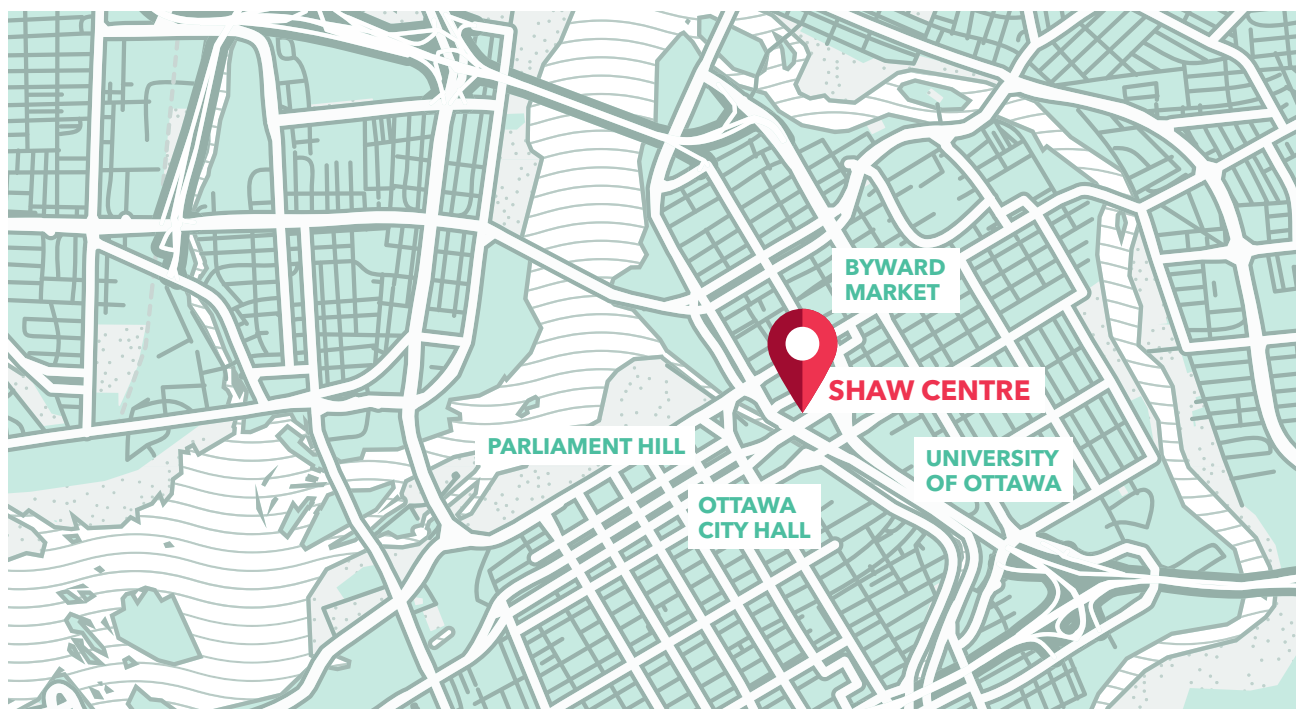 BYWARD
MARKET
SHAW CENTRE
PARLIAMENT HILL
UNIVERSITY
OF OTTAWA
OTTAWA
CITY HALL